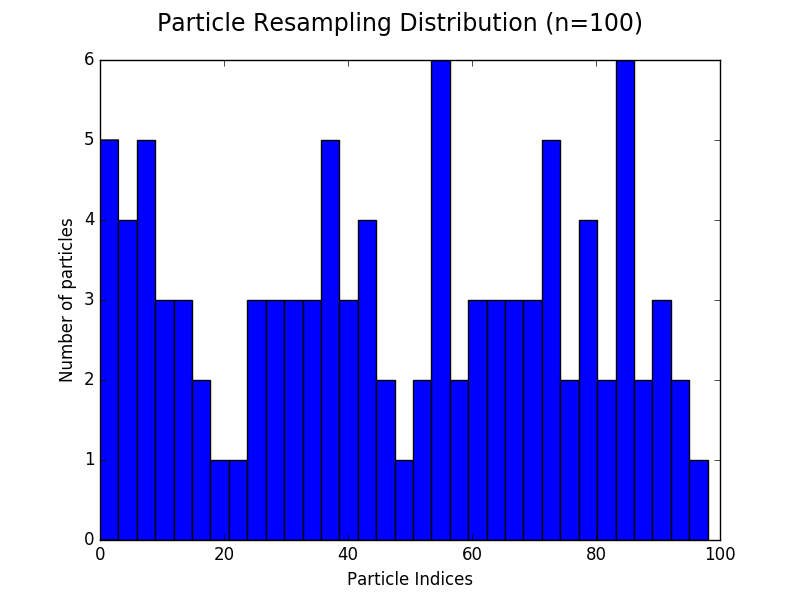 Particle Resampling Distribution (n=100)
6
5
4
3
2
1
0
Number of particles
0 20 40 60 80 100
Particle Indices